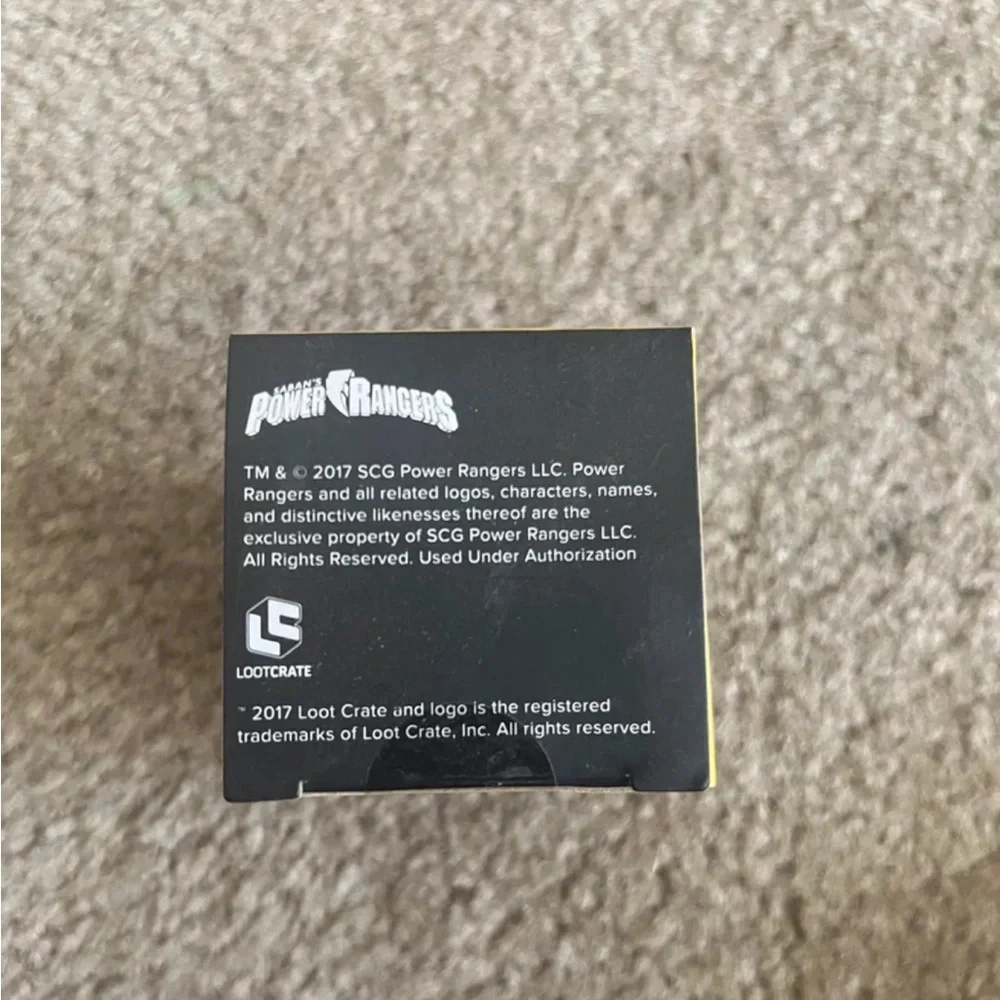 SABAN'S
POWER RANGERS
TM & © 2017 SCG Power Rangers LLC. Power
Rangers and all related logos, characters, names,
and distinctive likenesses thereof are the
exclusive property of SCG Power Rangers LLC.
All Rights Reserved. Used Under Authorization
LC
LOOTCRATE
™ 2017 Loot Crate and logo is the registered
trademarks of Loot Crate, Inc. All rights reserved.